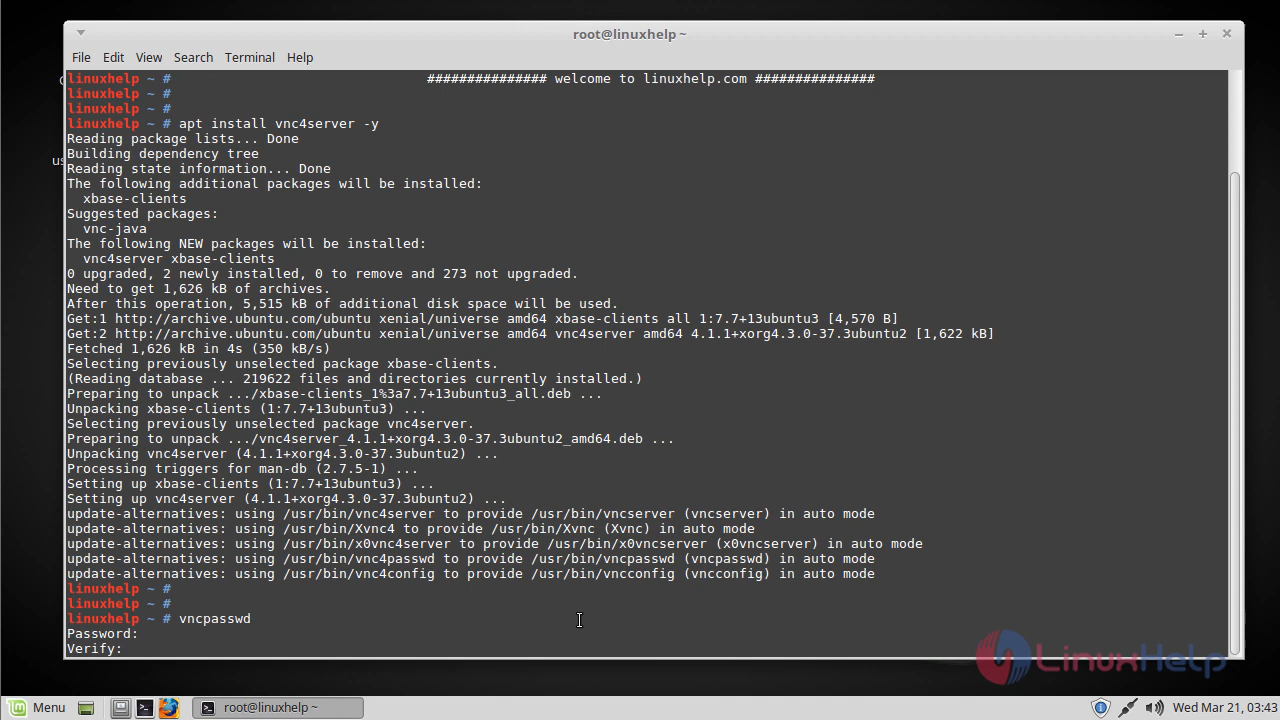 root@linuxhelp ~
File Edit View Search Terminal Help
linuxhelp ~ # ############### welcome to linuxhelp.com ###############
linuxhelp ~ #
linuxhelp ~ #
linuxhelp ~ # apt install vnc4server -y
Reading package lists... Done
Building dependency tree
Reading state information... Done
The following additional packages will be installed:
xbase-clients
Suggested packages:
vnc-java
The following NEW packages will be installed:
vnc4server xbase-clients
0 upgraded, 2 newly installed, 0 to remove and 273 not upgraded.
Need to get 1,626 kB of archives.
After this operation, 5,515 kB of additional disk space will be used.
Get:1 http://archive.ubuntu.com/ubuntu xenial/universe amd64 xbase-clients all 1:7.7+13ubuntu3 [4,570 B]
Get:2 http://archive.ubuntu.com/ubuntu xenial/universe amd64 vnc4server amd64 4.1.1+xorg4.3.0-37.3ubuntu2 [1,622 kB]
Fetched 1,626 kB in 4s (350 kB/s)
Selecting previously unselected package xbase-clients.
(Reading database ... 219622 files and directories currently installed.)
Preparing to unpack .../xbase-clients_1%3a7.7+13ubuntu3_all.deb ...
Unpacking xbase-clients (1:7.7+13ubuntu3) ...
Selecting previously unselected package vnc4server.
Preparing to unpack .../vnc4server_4.1.1+xorg4.3.0-37.3ubuntu2_amd64.deb ...
Unpacking vnc4server (4.1.1+xorg4.3.0-37.3ubuntu2) ...
Processing triggers for man-db (2.7.5-1) ...
Setting up xbase-clients (1:7.7+13ubuntu3) ...
Setting up vnc4server (4.1.1+xorg4.3.0-37.3ubuntu2) ...
update-alternatives: using /usr/bin/vnc4server to provide /usr/bin/vncserver (vncserver) in auto mode
update-alternatives: using /usr/bin/Xvnc4 to provide /usr/bin/Xvnc (Xvnc) in auto mode
update-alternatives: using /usr/bin/x0vnc4server to provide /usr/bin/x0vncserver (x0vncserver) in auto mode
update-alternatives: using /usr/bin/vnc4passwd to provide /usr/bin/vncpasswd (vncpasswd) in auto mode
update-alternatives: using /usr/bin/vnc4config to provide /usr/bin/vncconfig (vncconfig) in auto mode
linuxhelp ~ #
linuxhelp ~ #
linuxhelp ~ # vncpasswd
Password:
Verify:
LinuxHelp
Menu
root@linuxhelp ~
Wed Mar 21, 03:43